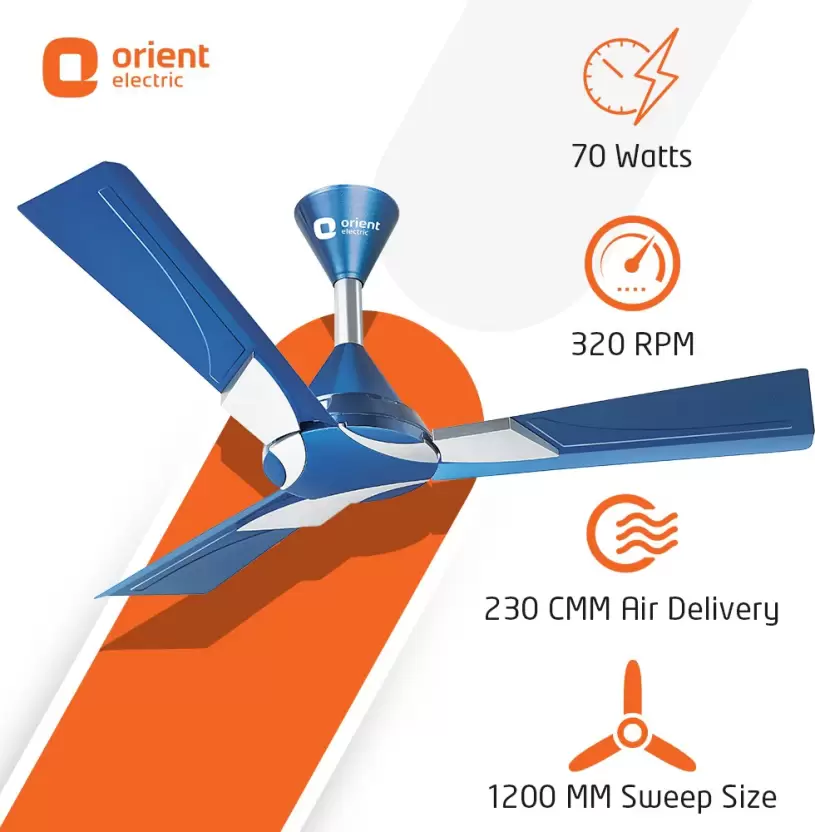 orient
electric
70 Watts
orient
electric
320 RPM
230 CMM Air Delivery
1200 MM Sweep Size